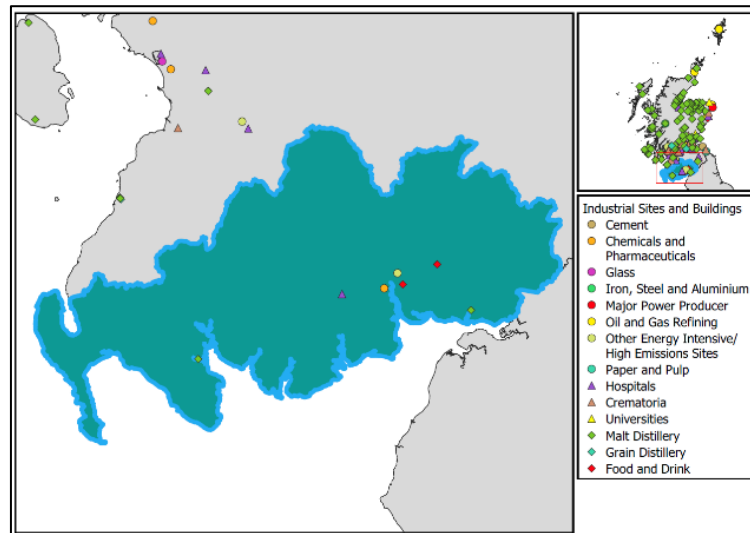 Industrial Sites and Buildings
Cement
Chemicals and
Pharmaceuticals
Glass
Iron, Steel and Aluminium
Major Power Producer
Oil and Gas Refining
Other Energy Intensive/
High Emissions Sites
Paper and Pulp
Hospitals
Crematoria
Universities
Malt Distillery
Grain Distillery
Food and Drink